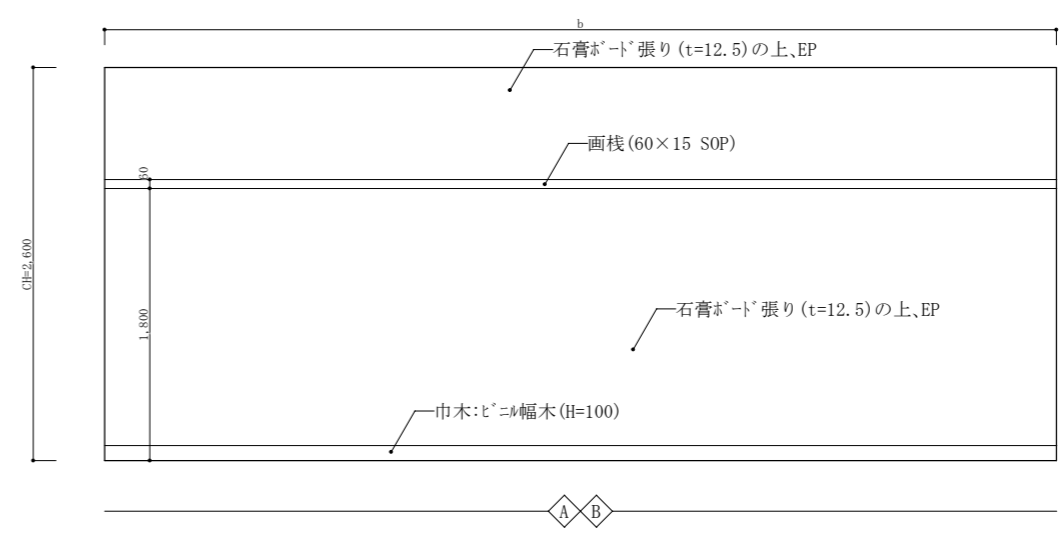 b
石膏ﾎﾞｰﾄﾞ張り(t=12.5)の上､EP
画桟(60×15 SOP)
60
CH=2,600
1,800
石膏ﾎﾞｰﾄﾞ張り(t=12.5)の上､EP
巾木:ﾋﾞﾆﾙ幅木(H=100)
A B